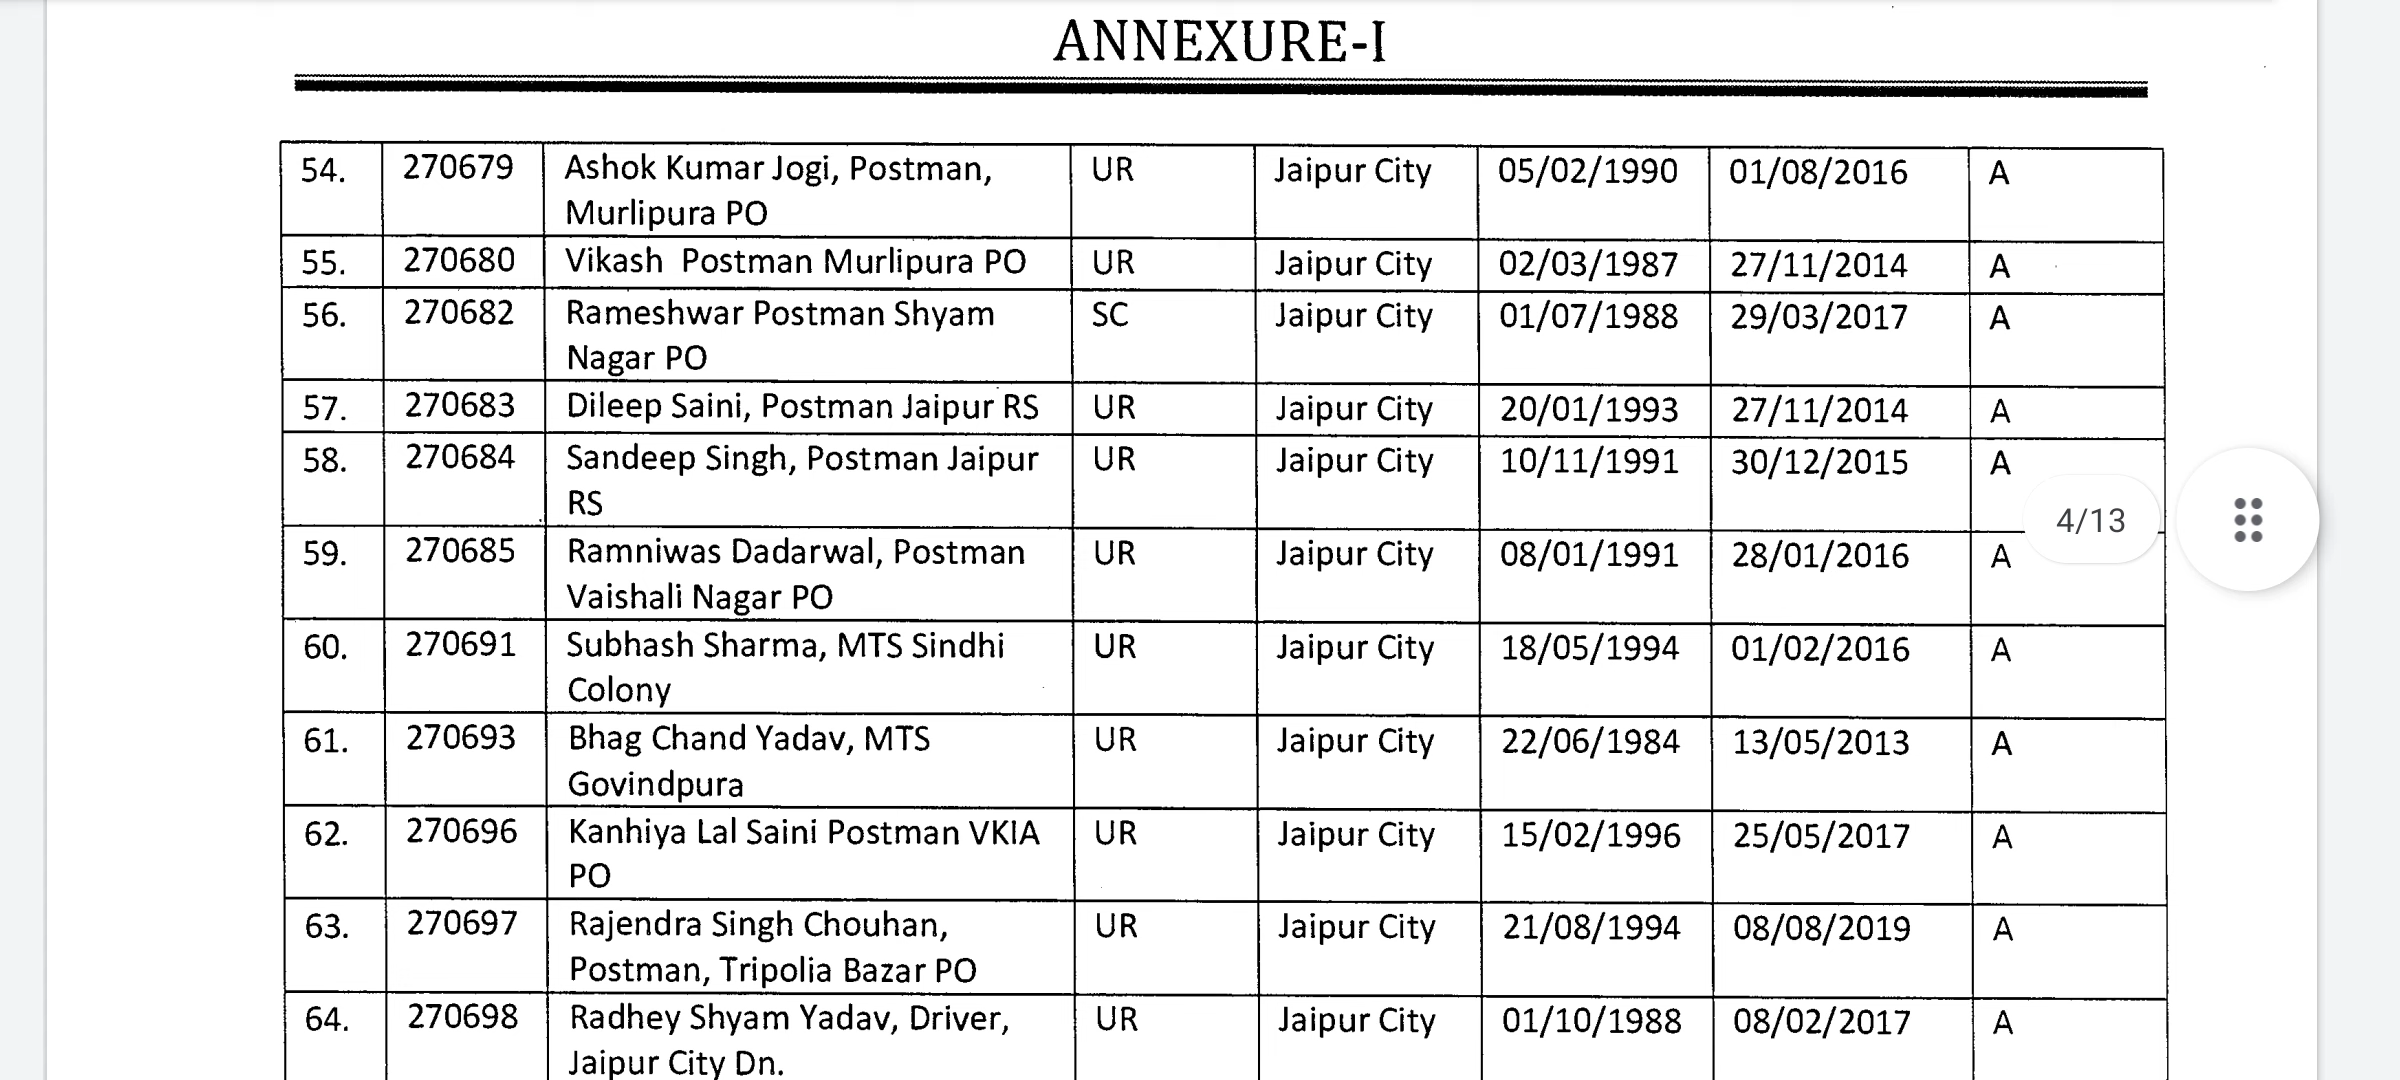 ANNEXURE-I
54. 270679 Ashok Kumar Jogi, Postman, UR Jaipur City 05/02/1990 01/08/2016 A
Murlipura PO
55. 270680 Vikash Postman Murlipura PO UR Jaipur City 02/03/1987 27/11/2014 A
56. 270682 Rameshwar Postman Shyam SC Jaipur City 01/07/1988 29/03/2017 A
Nagar PO
57. 270683 Dileep Saini, Postman Jaipur RS UR Jaipur City 20/01/1993 27/11/2014 A
58. 270684 Sandeep Singh, Postman Jaipur UR Jaipur City 10/11/1991 30/12/2015 A
RS
4/13
59. 270685 Ramniwas Dadarwal, Postman UR Jaipur City 08/01/1991 28/01/2016 A
Vaishali Nagar PO
60. 270691 Subhash Sharma, MTS Sindhi UR Jaipur City 18/05/1994 01/02/2016 A
Colony
61. 270693 Bhag Chand Yadav, MTS UR Jaipur City 22/06/1984 13/05/2013 A
Govindpura
62. 270696 Kanhiya Lal Saini Postman VKIA UR Jaipur City 15/02/1996 25/05/2017 A
PO
63. 270697 Rajendra Singh Chouhan, UR Jaipur City 21/08/1994 08/08/2019 A
Postman, Tripolia Bazar PO
64. 270698 Radhey Shyam Yadav, Driver, UR Jaipur City 01/10/1988 08/02/2017 A
Jaipur City Dn.